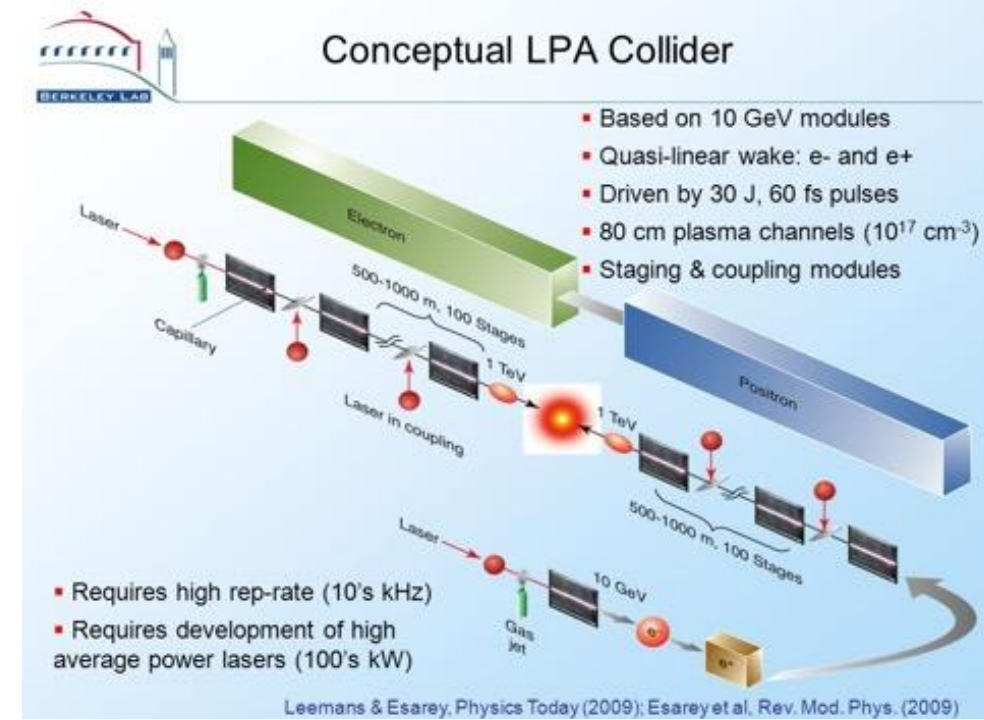 BERKELEY LAB
Conceptual LPA Collider
▪ Based on 10 GeV modules
▪ Quasi-linear wake: e- and e+
▪ Driven by 30 J, 60 fs pulses
▪ 80 cm plasma channels (10¹⁷ cm⁻³)
▪ Staging & coupling modules
Electron
Laser
Capillary
500-1000 m, 100 Stages
1 TeV
Laser in coupling
Positron
1 TeV
500-1000 m, 100 Stages
Laser
10 GeV
Gas
jet
e⁻
e⁺
▪ Requires high rep-rate (10's kHz)
▪ Requires development of high
average power lasers (100's kW)
Leemans & Esarey, Physics Today (2009); Esarey et al, Rev. Mod. Phys. (2009)